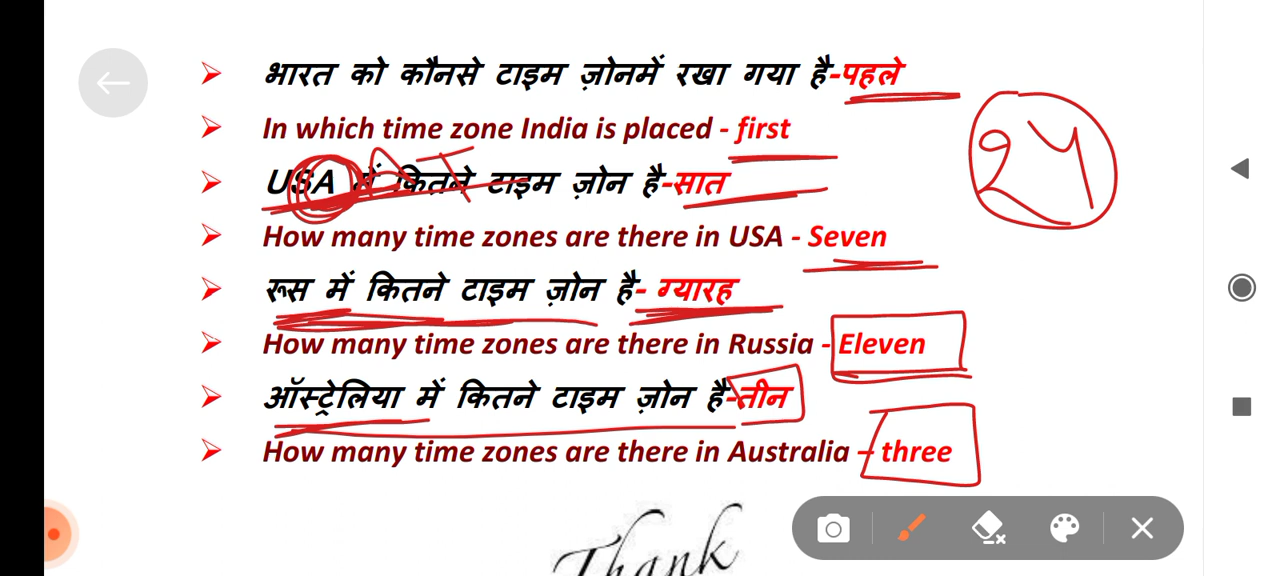 भारत को कौनसे टाइम ज़ोनमें रखा गया है-पहले
In which time zone India is placed - first
USA में कितने टाइम ज़ोन है-सात
How many time zones are there in USA - Seven
रूस में कितने टाइम ज़ोन है- ग्यारह
How many time zones are there in Russia - Eleven
ऑस्ट्रेलिया में कितने टाइम ज़ोन है-तीन
How many time zones are there in Australia – three
24
Thank